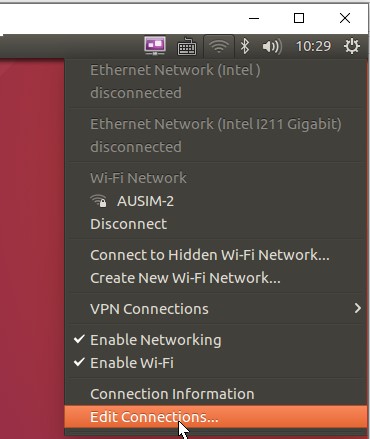 10:29
Ethernet Network (Intel )
disconnected
Ethernet Network (Intel I211 Gigabit)
disconnected
Wi-Fi Network
AUSIM-2
Disconnect
Connect to Hidden Wi-Fi Network...
Create New Wi-Fi Network...
VPN Connections
Enable Networking
Enable Wi-Fi
Connection Information
Edit Connections...